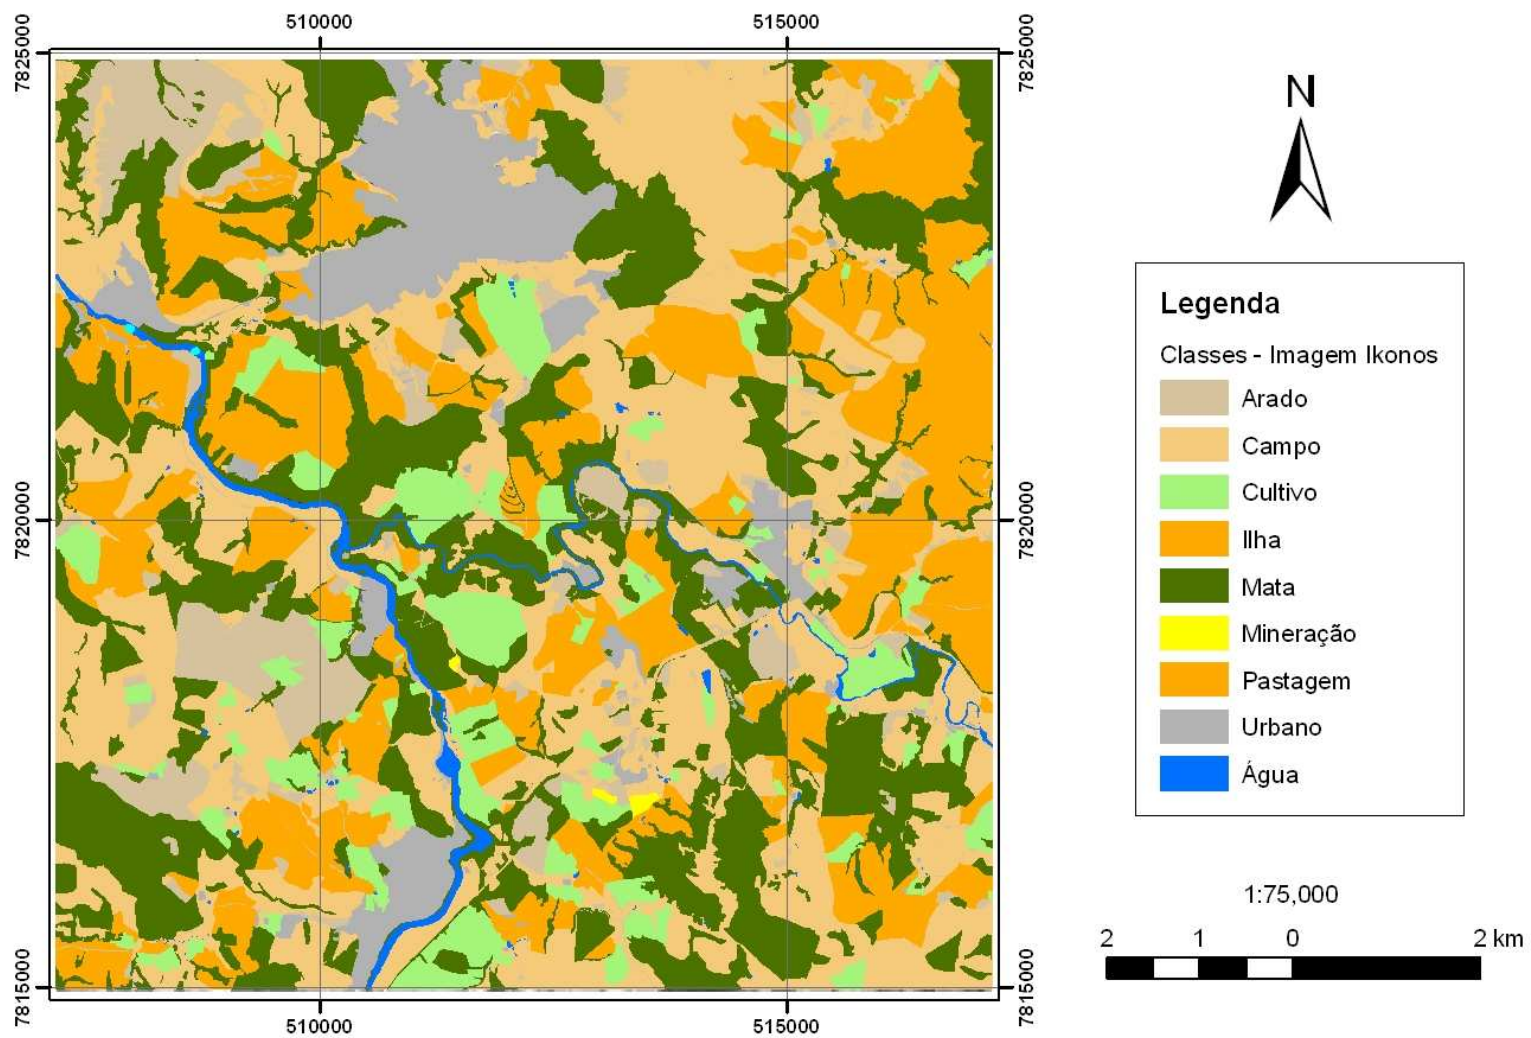 510000
515000
7825000
7825000
N
Legenda
Classes - Imagem Ikonos
Arado
Campo
Cultivo
Ilha
Mata
Mineração
Pastagem
Urbano
Água
7820000
7820000
1:75,000
2 1 0 2 km
7815000
7815000
510000
515000